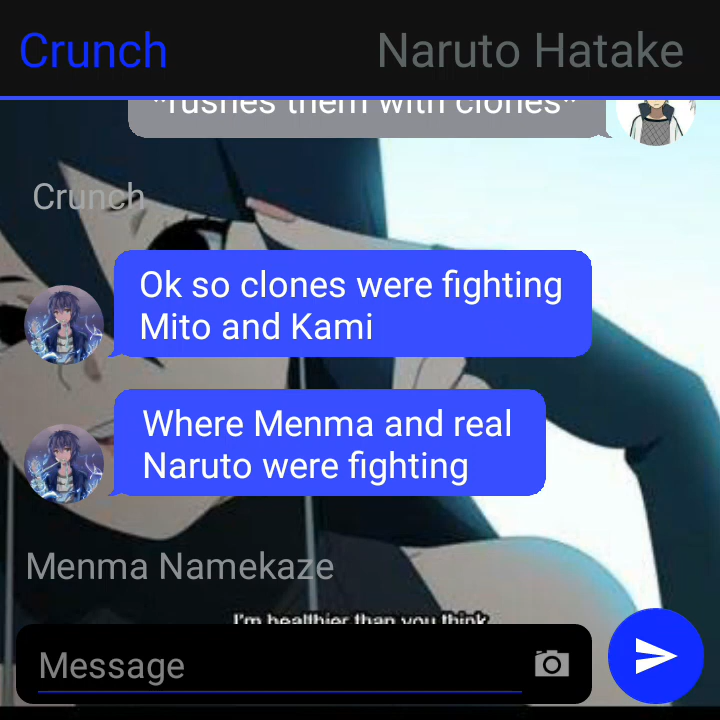 Crunch
Naruto Hatake
"rushes them with clones"
Crunch
Ok so clones were fighting
Mito and Kami
Where Menma and real
Naruto were fighting
Menma Namekaze
I'm healthier than you think
Message